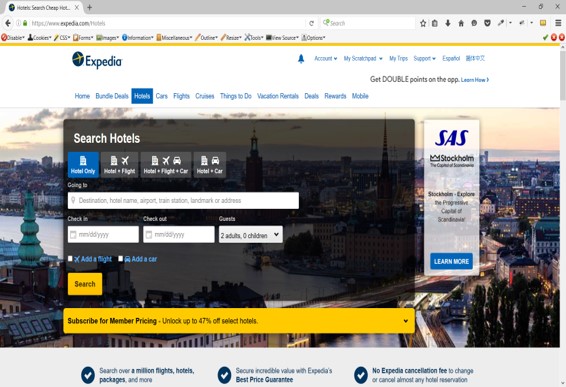 Hotels: Search Cheap Hot...
https://www.expedia.com/Hotels
Search
Disable Cookies CSS Forms Images Information Miscellaneous Outline Resize Tools View Source Options
Expedia
Account My Scratchpad My Trips Support Español 繁体中文
Get DOUBLE points on the app. Learn How
Home Bundle Deals Hotels Cars Flights Cruises Things to Do Vacation Rentals Deals Rewards Mobile
Search Hotels
Hotel Only Hotel + Flight Hotel + Flight + Car Hotel + Car
Going to
Destination, hotel name, airport, train station, landmark or address
Check in Check out Guests
mm/dd/yyyy mm/dd/yyyy 2 adults, 0 children
Add a flight Add a car
Search
SAS
Stockholm
The Capital of Scandinavia
Stockholm - Explore
the Progressive
Capital of
Scandinavia!
LEARN MORE
Subscribe for Member Pricing - Unlock up to 47% off select hotels.
Search over a million flights, hotels,
packages, and more
Secure incredible value with Expedia's
Best Price Guarantee
No Expedia cancellation fee to change
or cancel almost any hotel reservation